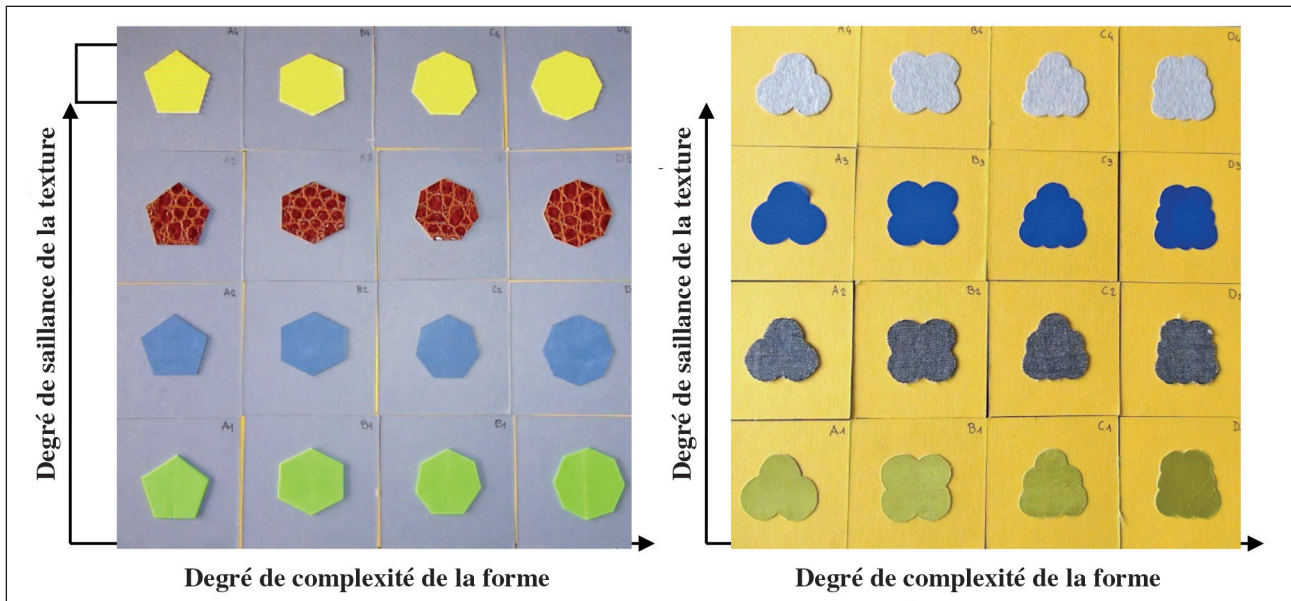 Degré de saillance de la texture
A4 B4 C4 D4
A3 B3
A2 B2 C2 D
A1 B1
Degré de complexité de la forme
Degré de saillance de la texture
A4 B4 C4 D4
A3 B3 C3 D3
A2 B2 C2 D2
A1 B1 C1 D
Degré de complexité de la forme